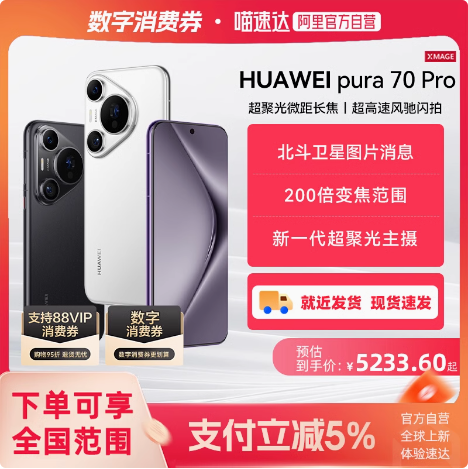 数字消费券
喵速达
阿里官方自营
XMAGE
HUAWEI pura 70 Pro
超聚光微距长焦丨超高速风驰闪拍
北斗卫星图片消息
200倍变焦范围
新一代超聚光主摄
HUAWEI
就近发货 现货速发
支持88VIP
消费券
购物95折 退货无忧
数字
消费券
数字消费券更划算
预估
到手价:¥5233.60起
下单可享
全国范围
支付立减5%
官方自营
全球上新
体验速达